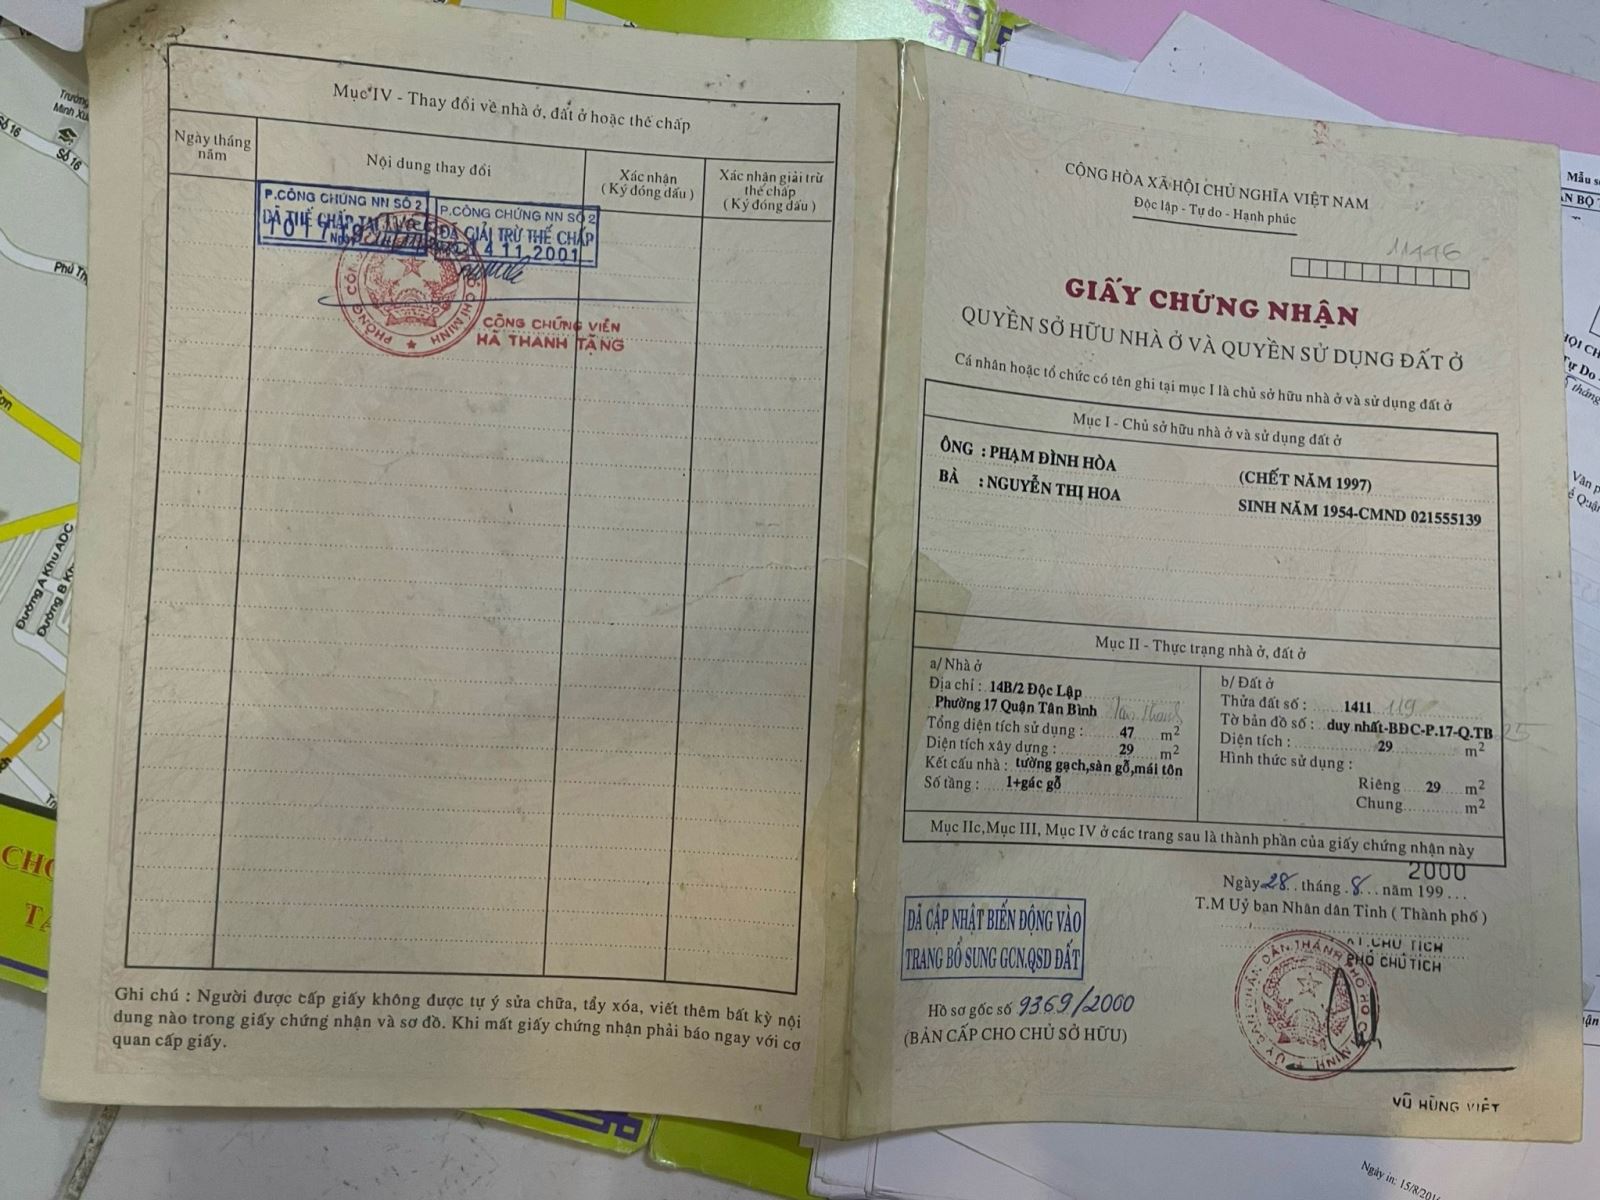 Mục IV - Thay đổi về nhà ở, đất ở hoặc thế chấp
Ngày tháng năm
Nội dung thay đổi
Xác nhận
( Ký đóng dấu )
Xác nhận giải trừ
thế chấp
( Ký đóng dấu )
P.CÔNG CHỨNG NN SỐ 2
ĐÃ THẾ CHẤP TẠI
P.CÔNG CHỨNG NN SỐ 2
ĐÃ GIẢI TRỪ THẾ CHẤP
4 11 2001
CÔNG CHỨNG VIÊN
HÀ THANH TẶNG
Ghi chú : Người được cấp giấy không được tự ý sửa chữa, tẩy xóa, viết thêm bất kỳ nội
dung nào trong giấy chứng nhận và sơ đồ. Khi mất giấy chứng nhận phải báo ngay với cơ
quan cấp giấy.
CỘNG HÒA XÃ HỘI CHỦ NGHĨA VIỆT NAM
Độc lập - Tự do - Hạnh phúc
11446
GIẤY CHỨNG NHẬN
QUYỀN SỞ HỮU NHÀ Ở VÀ QUYỀN SỬ DỤNG ĐẤT Ở
Cá nhân hoặc tổ chức có tên ghi tại mục I là chủ sở hữu nhà ở và sử dụng đất ở
Mục I - Chủ sở hữu nhà ở và sử dụng đất ở
ÔNG : PHẠM ĐÌNH HÒA (CHẾT NĂM 1997)
BÀ : NGUYỄN THỊ HOA SINH NĂM 1954-CMND 021555139
Mục II - Thực trạng nhà ở, đất ở
a/ Nhà ở
Địa chỉ : 14B/2 Độc Lập
Phường 17 Quận Tân Bình
Tổng diện tích sử dụng : 47 m²
Diện tích xây dựng : 29 m²
Kết cấu nhà : tường gạch,sàn gỗ,mái tôn
Số tầng : 1+gác gỗ
b/ Đất ở
Thửa đất số : 1411 119
Tờ bản đồ số : duy nhất-BĐC-P.17-Q.TB 25
Diện tích : 29 m²
Hình thức sử dụng :
Riêng 29 m²
Chung m²
Mục IIc,Mục III, Mục IV ở các trang sau là thành phần của giấy chứng nhận này
2000
Ngày 28 tháng 8 năm 199
T.M Uỷ ban Nhân dân Tỉnh ( Thành phố )
KT.CHỦ TỊCH
PHÓ CHỦ TỊCH
ĐÃ CẬP NHẬT BIẾN ĐỘNG VÀO
TRANG BỔ SUNG GCN.QSD ĐẤT
Hồ sơ gốc số 9369/2000
(BẢN CẤP CHO CHỦ SỞ HỮU)
VŨ HÙNG VIỆT
Số 16
Số 16
Đường A Khu ADC
Ngày in: 15/8/201